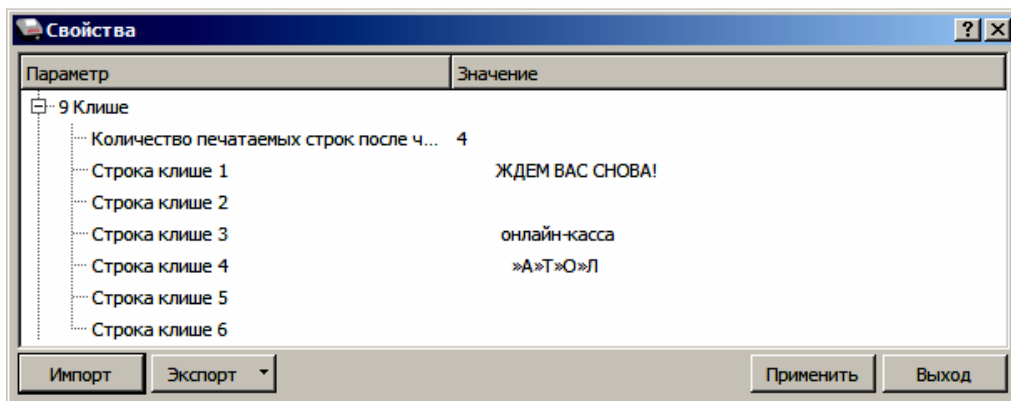 Свойства
Параметр Значение
9 Клише
Количество печатаемых строк после ч... 4
Строка клише 1 ЖДЕМ ВАС СНОВА!
Строка клише 2
Строка клише 3 онлайн-касса
Строка клише 4 »А»Т»О»Л
Строка клише 5
Строка клише 6
Импорт Экспорт Применить Выход